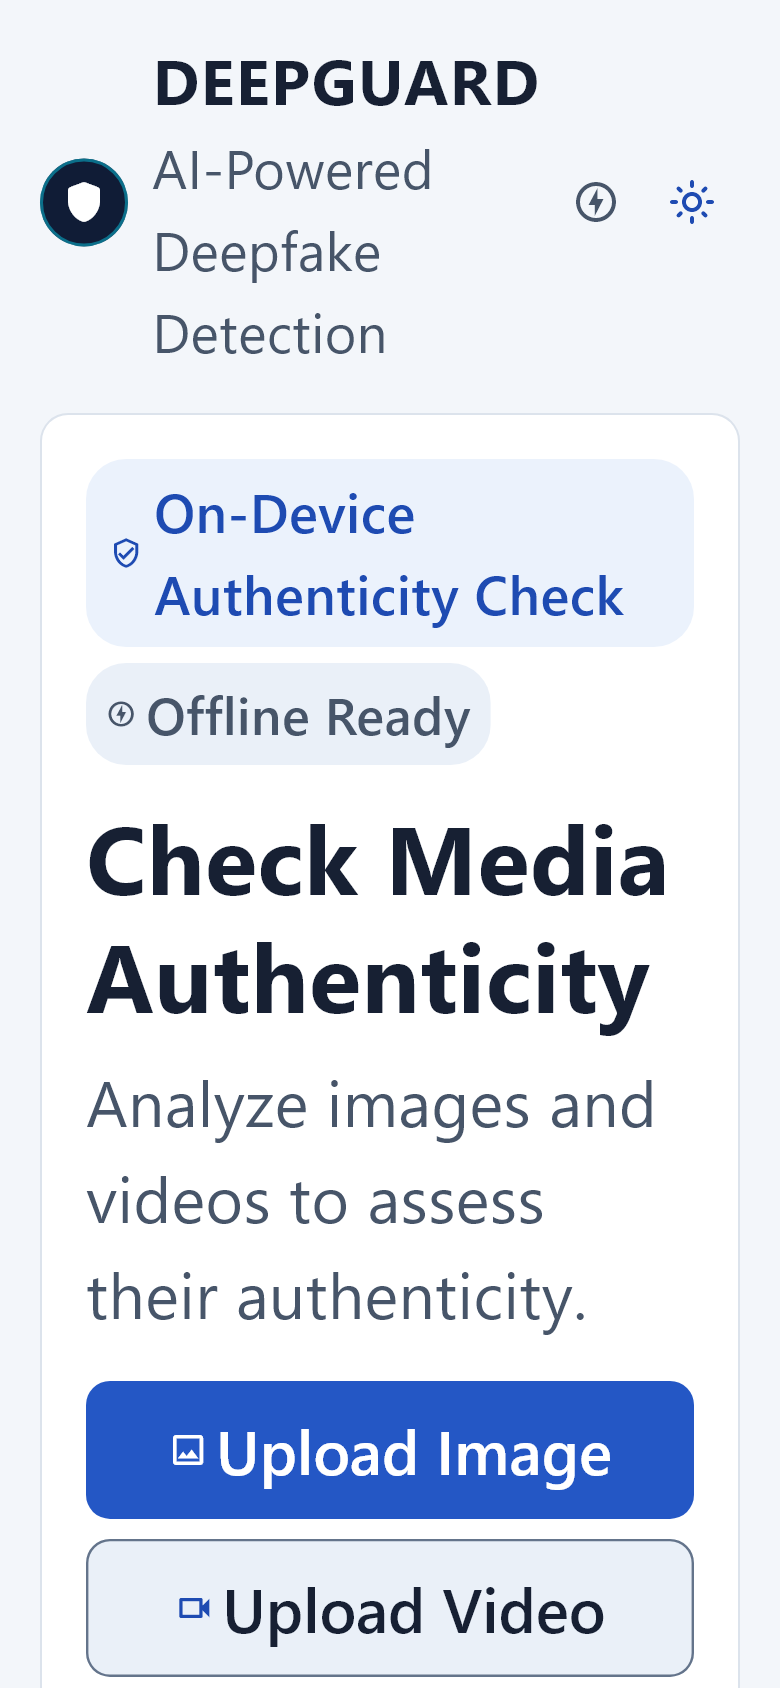 DEEPGUARD
AI-Powered
Deepfake
Detection
On-Device
Authenticity Check
Offline Ready
Check Media
Authenticity
Analyze images and
videos to assess
their authenticity.
Upload Image
Upload Video